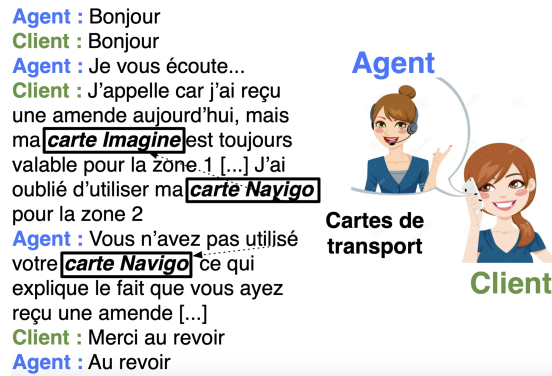 Agent : Bonjour
Client : Bonjour
Agent : Je vous écoute...
Client : J'appelle car j'ai reçu
une amende aujourd'hui, mais
ma carte Imagine est toujours
valable pour la zone 1 [...] J'ai
oublié d'utiliser ma carte Navigo
pour la zone 2
Agent : Vous n'avez pas utilisé
votre carte Navigo ce qui
explique le fait que vous ayez
reçu une amende [...]
Client : Merci au revoir
Agent : Au revoir
Agent
Cartes de
transport
Client